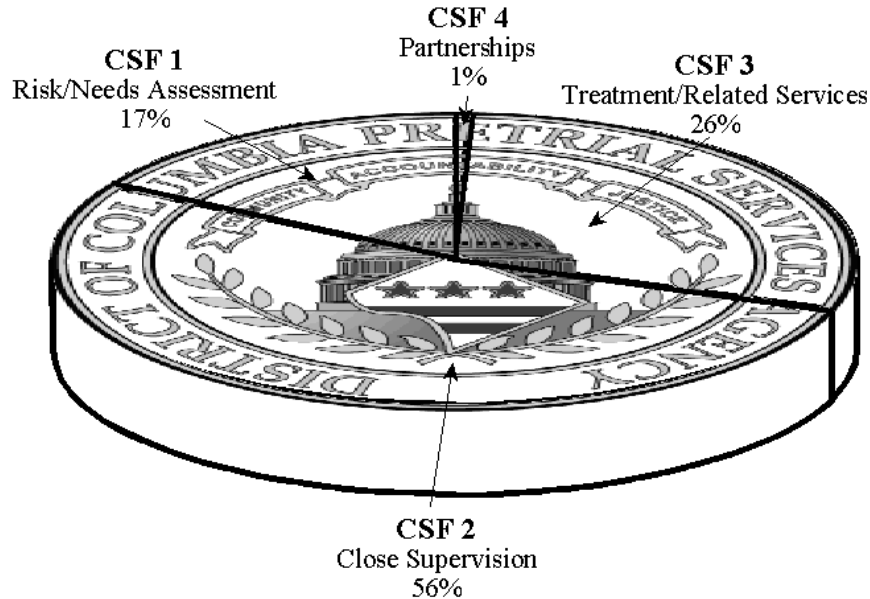 CSF 4
Partnerships
1%
CSF 1
Risk/Needs Assessment
17%
CSF 3
Treatment/Related Services
26%
DISTRICT OF COLUMBIA PRETRIAL SERVICES AGENCY
COMMUNITY ACCOUNTABILITY JUSTICE
CSF 2
Close Supervision
56%